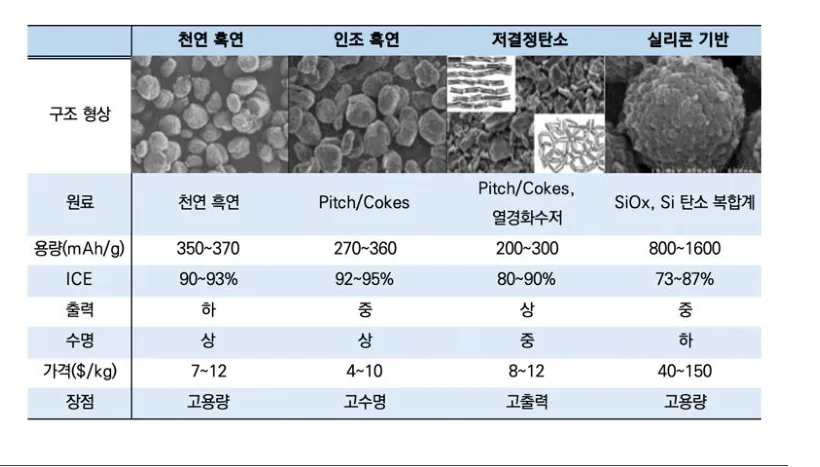 천연 흑연 인조 흑연 저결정탄소 실리콘 기반
구조 형상
원료 천연 흑연 Pitch/Cokes Pitch/Cokes, 열경화수저 SiOx, Si 탄소 복합계
용량(mAh/g) 350~370 270~360 200~300 800~1600
ICE 90~93% 92~95% 80~90% 73~87%
출력 하 중 상 중
수명 상 상 중 하
가격($/kg) 7~12 4~10 8~12 40~150
장점 고용량 고수명 고출력 고용량